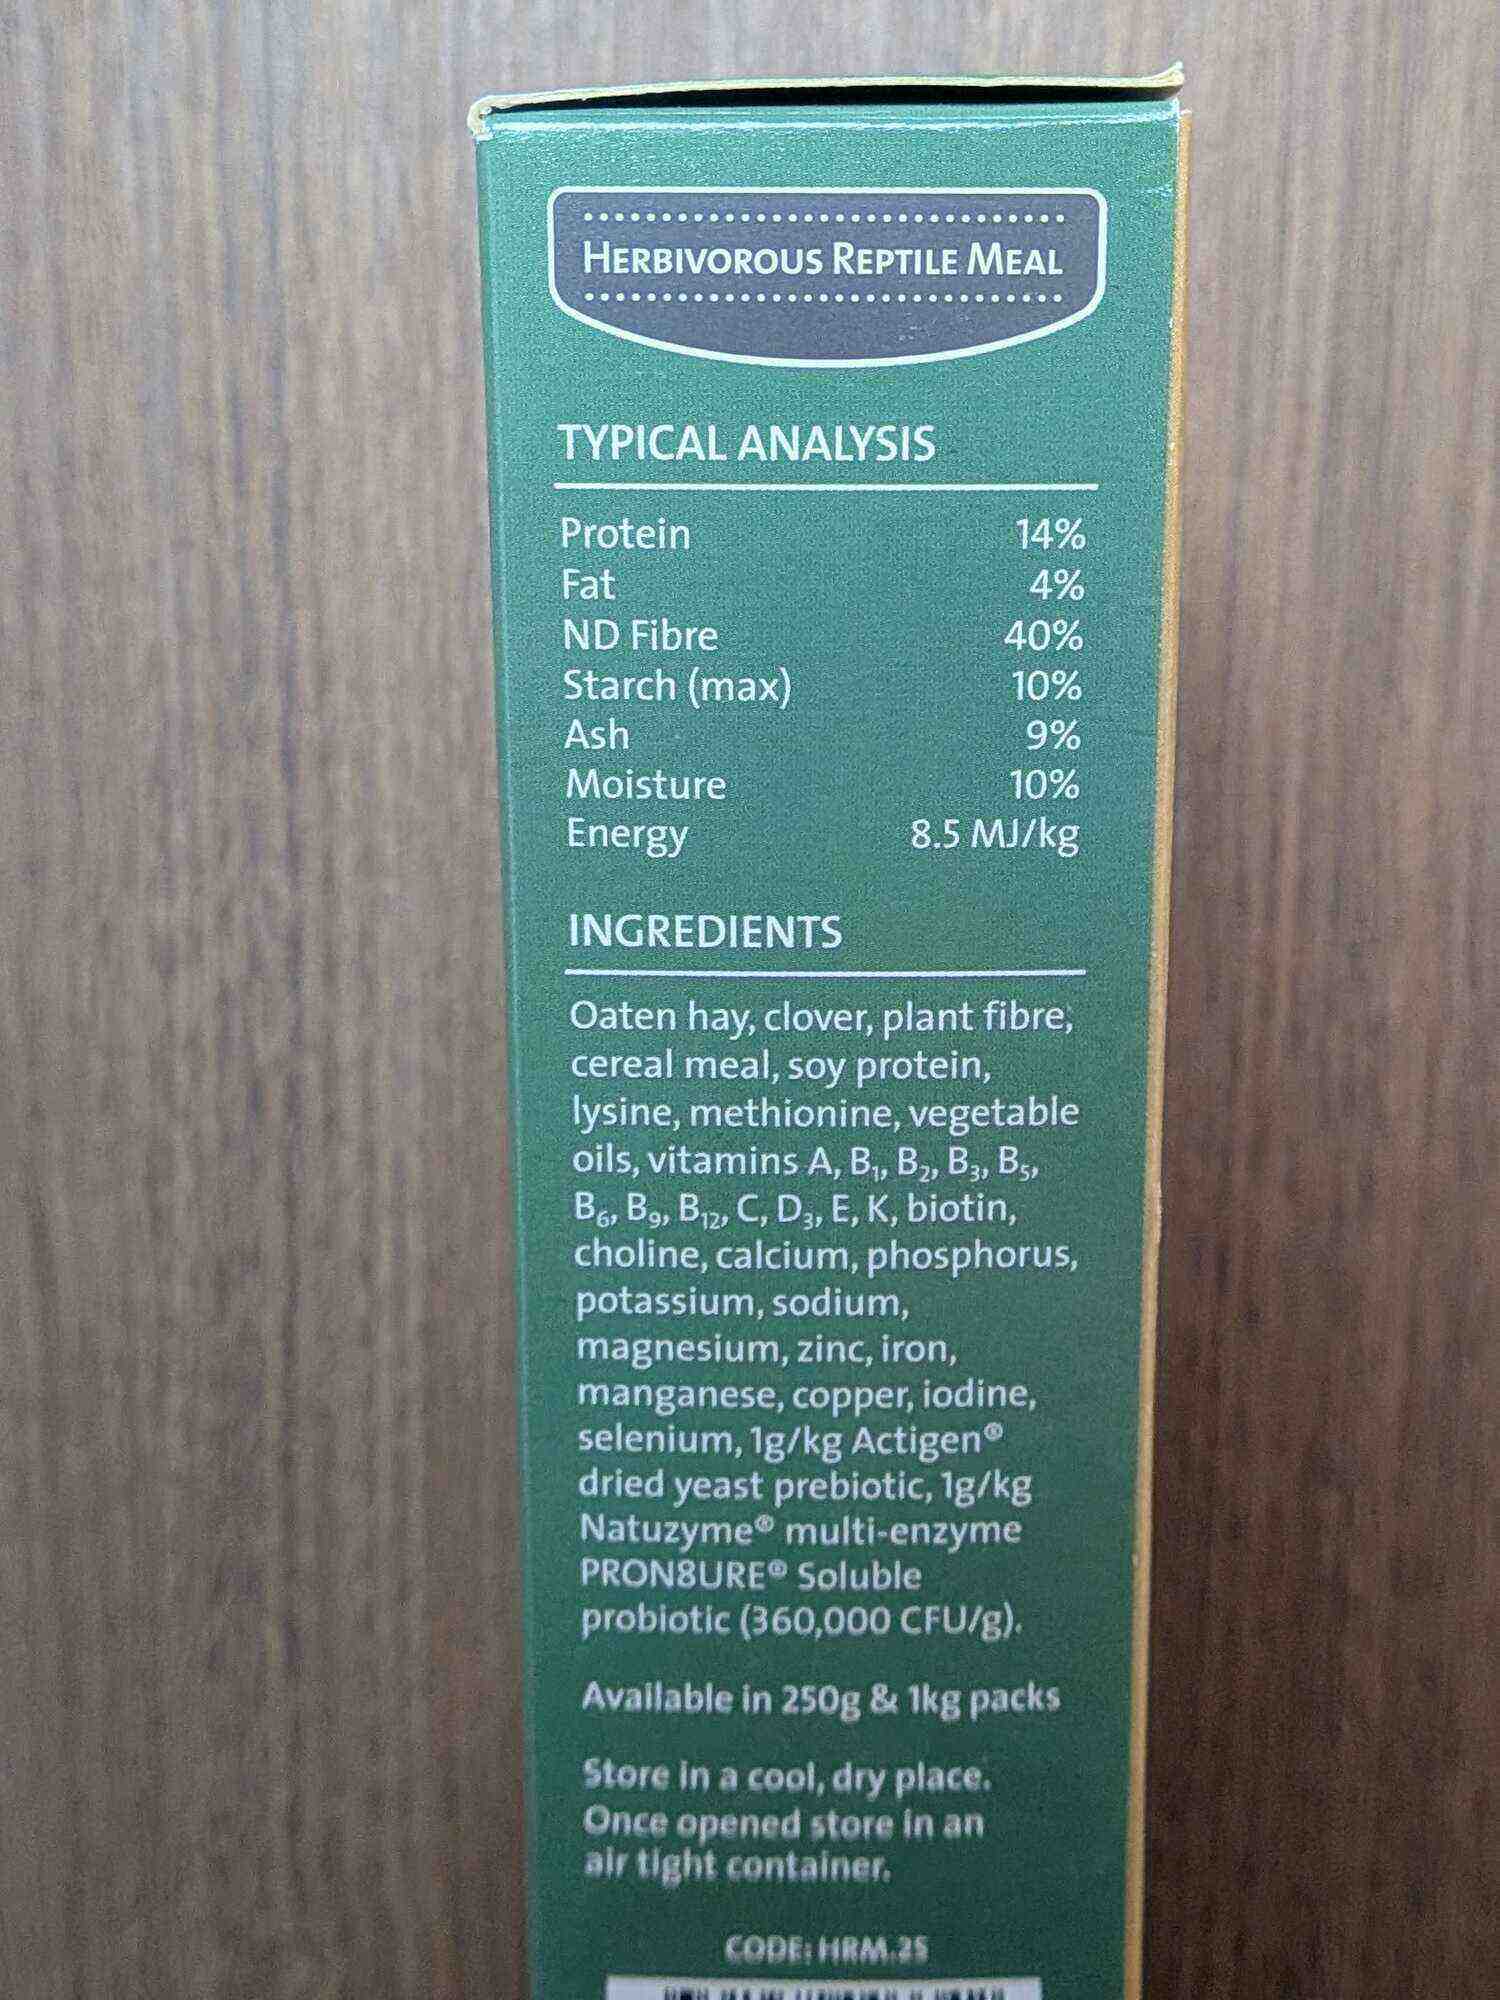 HERBIVOROUS REPTILE MEAL
TYPICAL ANALYSIS
Protein 14%
Fat 4%
ND Fibre 40%
Starch (max) 10%
Ash 9%
Moisture 10%
Energy 8.5 MJ/kg
INGREDIENTS
Oaten hay, clover, plant fibre,
cereal meal, soy protein,
lysine, methionine, vegetable
oils, vitamins A, B₁, B₂, B₃, B₅,
B₆, B₉, B₁₂, C, D₃, E, K, biotin,
choline, calcium, phosphorus,
potassium, sodium,
magnesium, zinc, iron,
manganese, copper, iodine,
selenium, 1g/kg Actigen®
dried yeast prebiotic, 1g/kg
Natuzyme® multi-enzyme
PRON8URE® Soluble
probiotic (360,000 CFU/g).
Available in 250g & 1kg packs
Store in a cool, dry place.
Once opened store in an
air tight container.
CODE: HRM.25